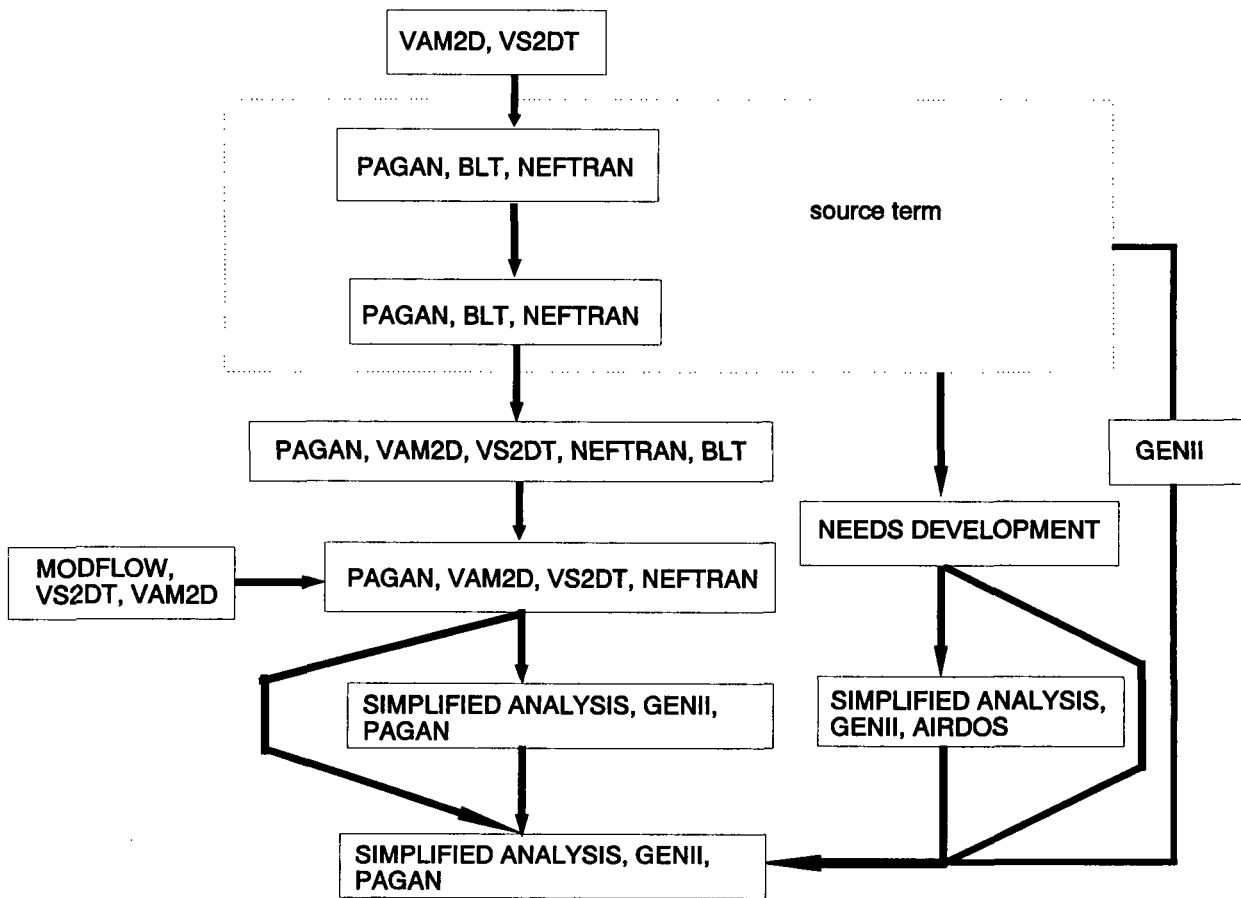 VAM2D, VS2DT
PAGAN, BLT, NEFTRAN
source term
PAGAN, BLT, NEFTRAN
PAGAN, VAM2D, VS2DT, NEFTRAN, BLT
GENII
NEEDS DEVELOPMENT
MODFLOW,
VS2DT, VAM2D
PAGAN, VAM2D, VS2DT, NEFTRAN
SIMPLIFIED ANALYSIS, GENII,
PAGAN
SIMPLIFIED ANALYSIS,
GENII, AIRDOS
SIMPLIFIED ANALYSIS, GENII,
PAGAN